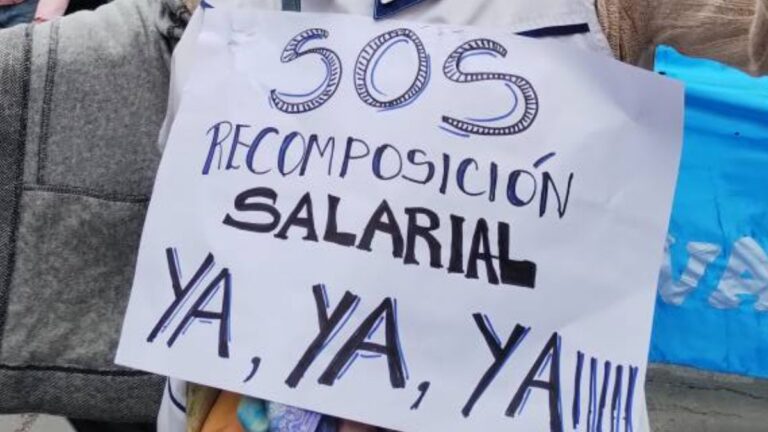 SOS
RECOMPOSICIÓN
SALARIAL
YA, YA, YA!!!!!